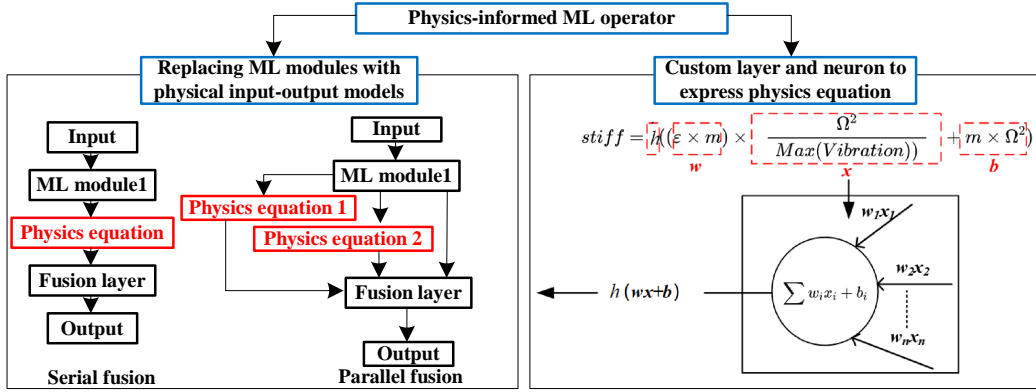 Physics-informed ML operator
Replacing ML modules with
physical input-output models
Input
ML module1
Physics equation
Fusion layer
Output
Serial fusion
Input
ML module1
Physics equation 1
Physics equation 2
Fusion layer
Output
Parallel fusion
Custom layer and neuron to
express physics equation
stiff = h((ε × m) × Ω² / Max(Vibration)) + m × Ω²)
w
x
b
w₁x₁
w₂x₂
wₙxₙ
∑ wᵢxᵢ + bᵢ
h (wx+b)